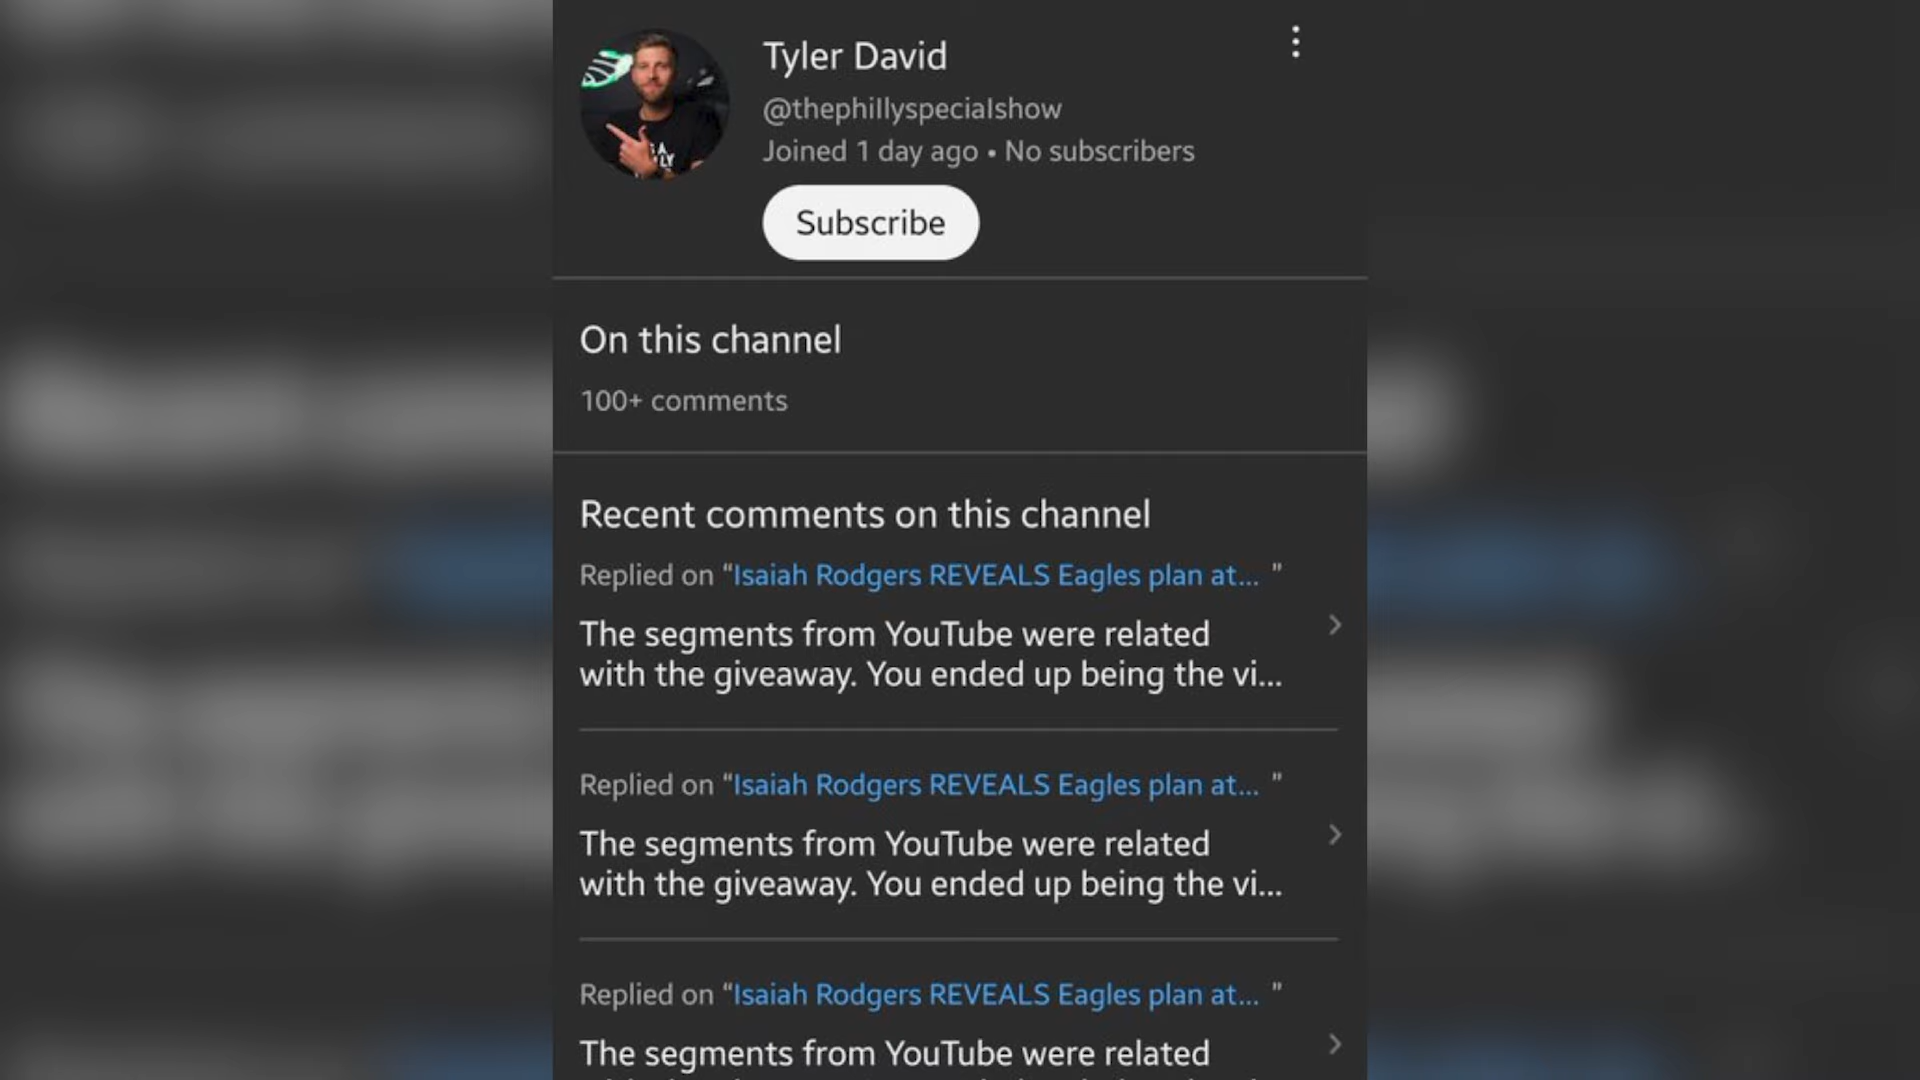 Tyler David
@thephillyspecialshow
Joined 1 day ago • No subscribers
Subscribe
On this channel
100+ comments
Recent comments on this channel
Replied on “Isaiah Rodgers REVEALS Eagles plan at... ”
The segments from YouTube were related
with the giveaway. You ended up being the vi...
Replied on “Isaiah Rodgers REVEALS Eagles plan at... ”
The segments from YouTube were related
with the giveaway. You ended up being the vi...
Replied on “Isaiah Rodgers REVEALS Eagles plan at... ”
The segments from YouTube were related